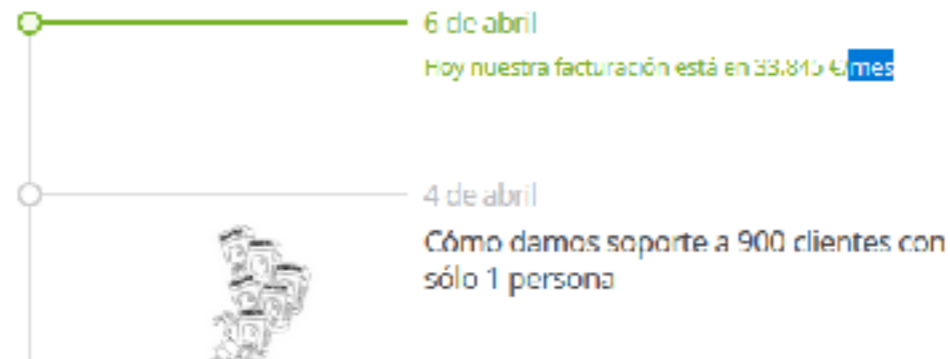 6 de abril
Hoy nuestra facturación está en 33.845 €/mes
4 de abril
Cómo damos soporte a 900 clientes con
sólo 1 persona